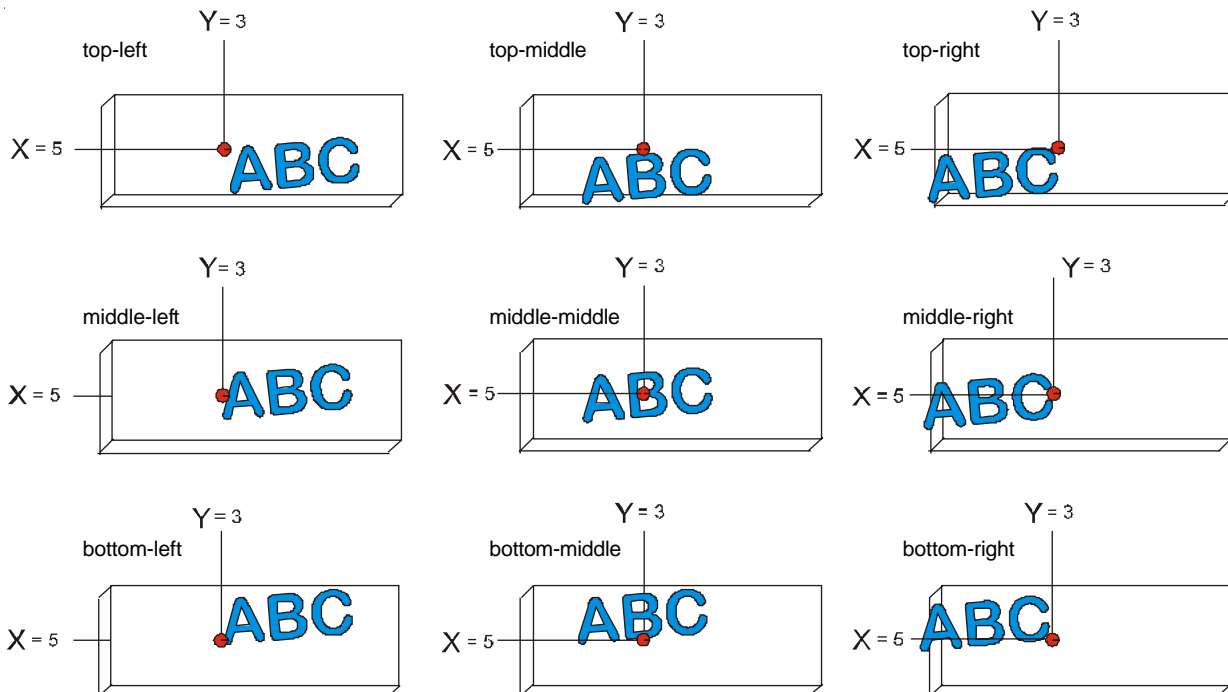 Y = 3
top-left
X = 5
ABC
Y = 3
top-middle
X = 5
ABC
Y = 3
top-right
X = 5
ABC
Y = 3
middle-left
X = 5
ABC
Y = 3
middle-middle
X = 5
ABC
Y = 3
middle-right
X = 5
ABC
Y = 3
bottom-left
X = 5
ABC
Y = 3
bottom-middle
X = 5
ABC
Y = 3
bottom-right
X = 5
ABC